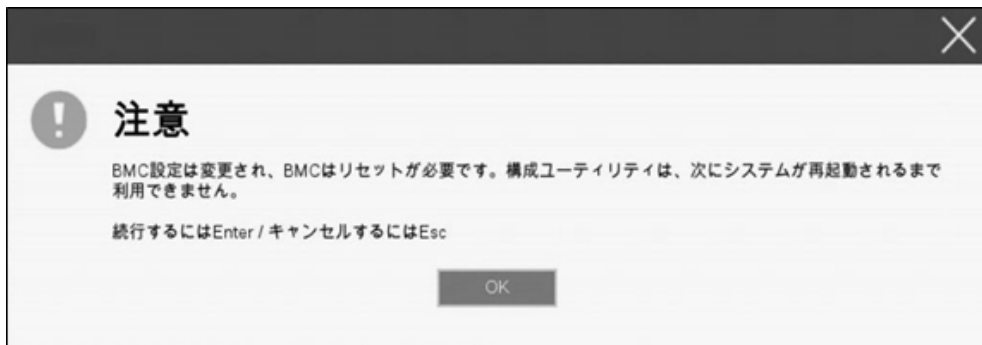 注意
BMC設定は変更され、BMCはリセットが必要です。構成ユーティリティは、次にシステムが再起動されるまで
利用できません。
続行するにはEnter / キャンセルするにはEsc
OK